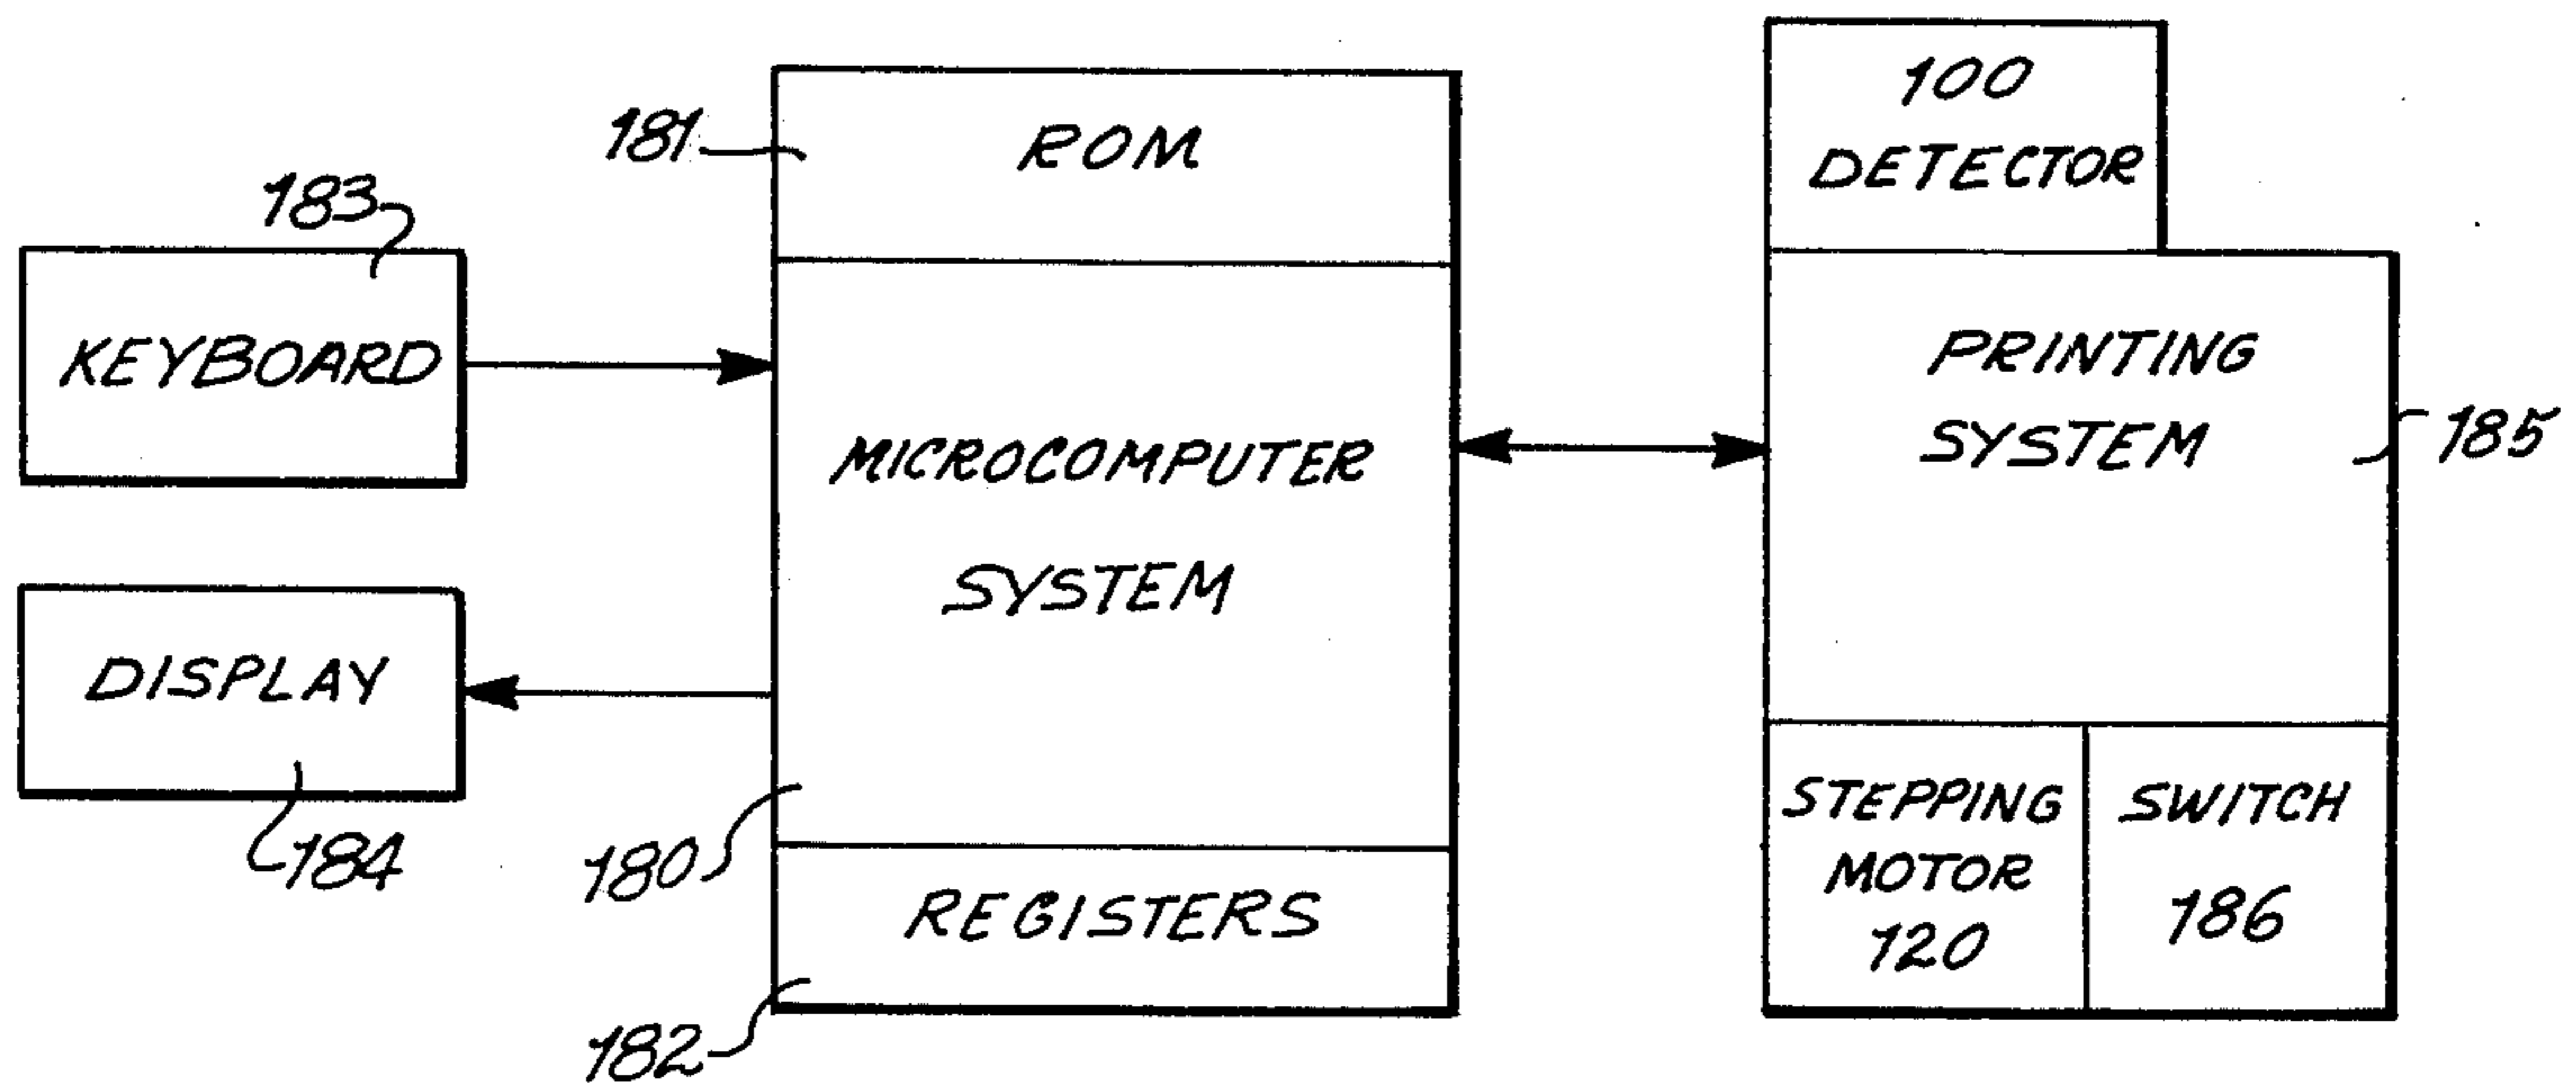 183
KEYBOARD
DISPLAY
184
181
ROM
MICROCOMPUTER
SYSTEM
180
REGISTERS
182
100
DETECTOR
PRINTING
SYSTEM
185
STEPPING
MOTOR
120
SWITCH
186